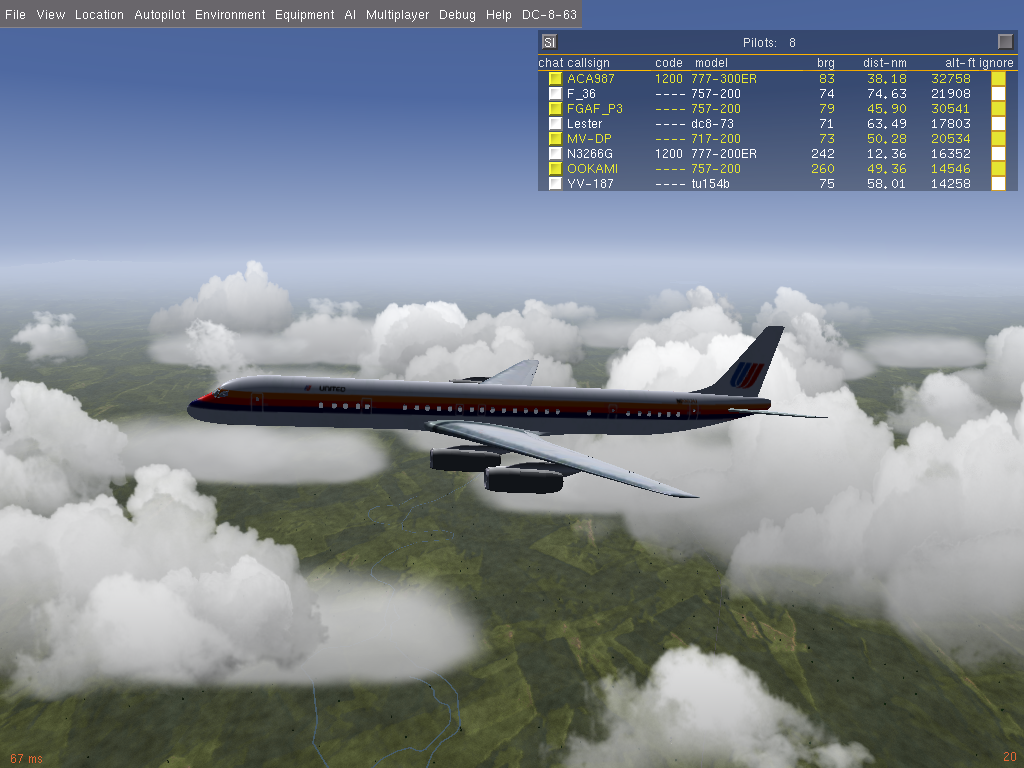 File View Location Autopilot Environment Equipment AI Multiplayer Debug Help DC-8-63
SI Pilots: 8
chat callsign code model brg dist-nm alt-ft ignore
ACA987 1200 777-300ER 83 38.18 32758
F_36 ---- 757-200 74 74.63 21908
FGAF_P3 ---- 757-200 79 45.90 30541
Lester ---- dc8-73 71 63.49 17803
MV-DP ---- 717-200 73 50.28 20534
N3266G 1200 777-200ER 242 12.36 16352
OOKAMI ---- 757-200 260 49.36 14546
YV-187 ---- tu154b 75 58.01 14258
UNITED
67 ms
20